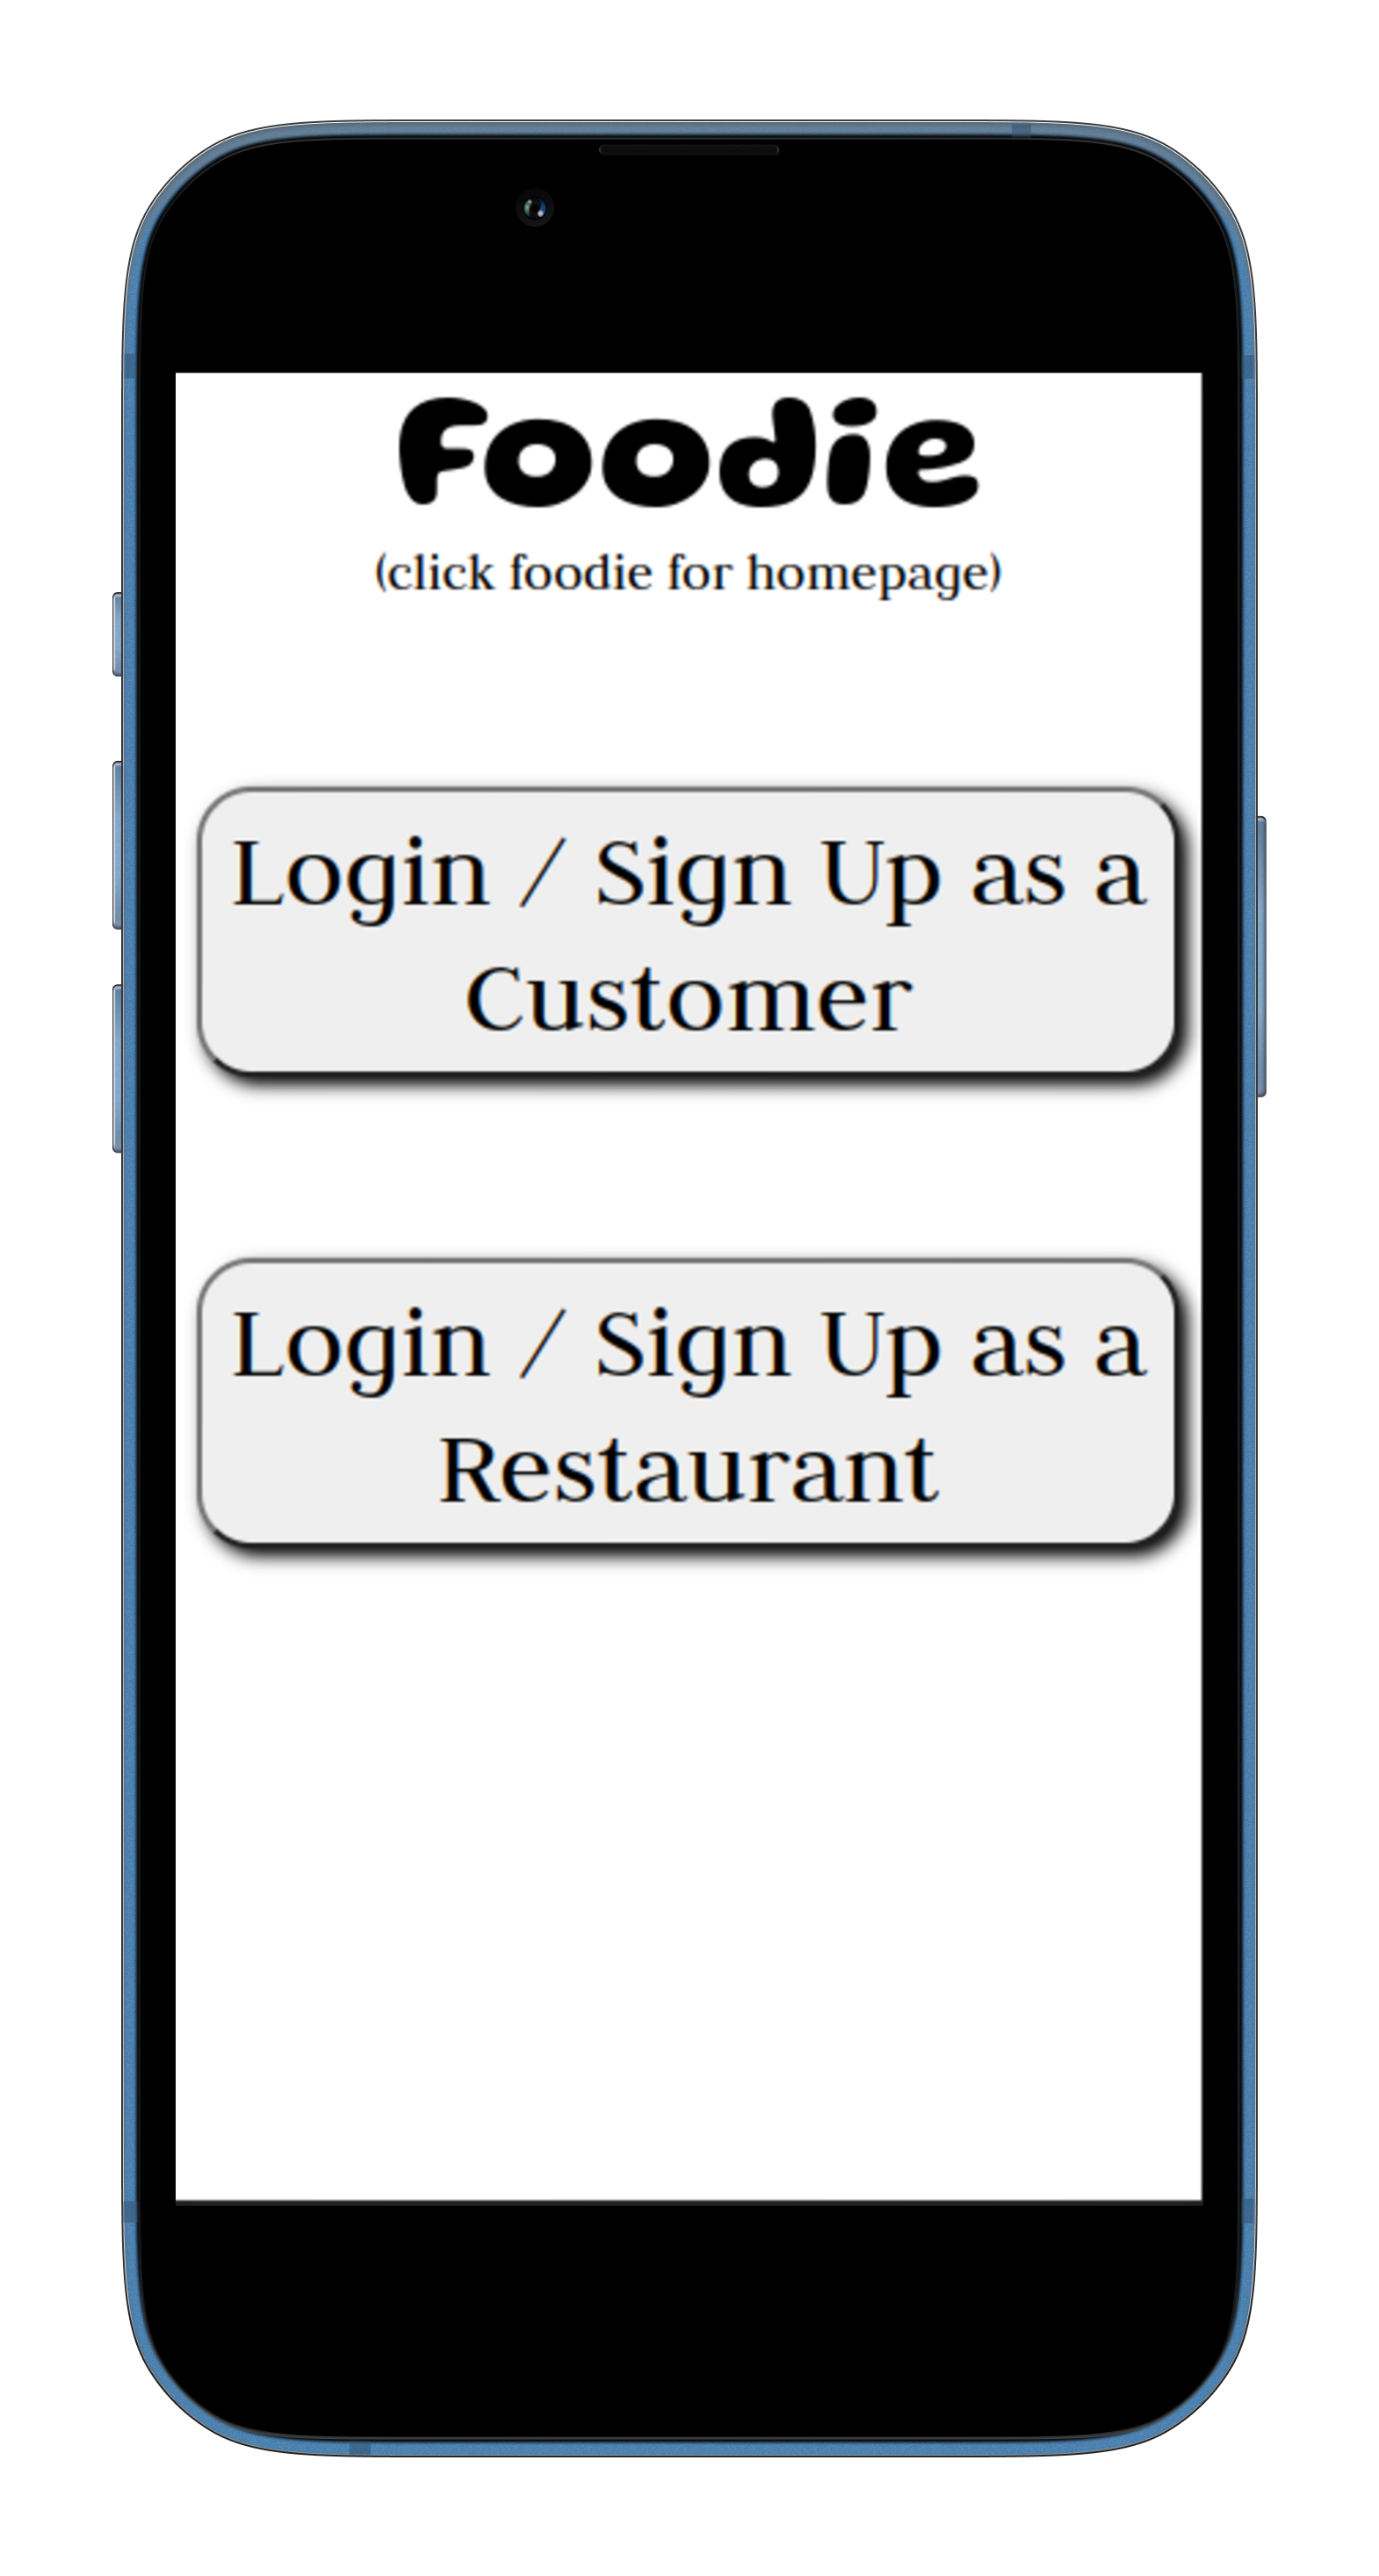 Foodie
(click foodie for homepage)
Login / Sign Up as a
Customer
Login / Sign Up as a
Restaurant